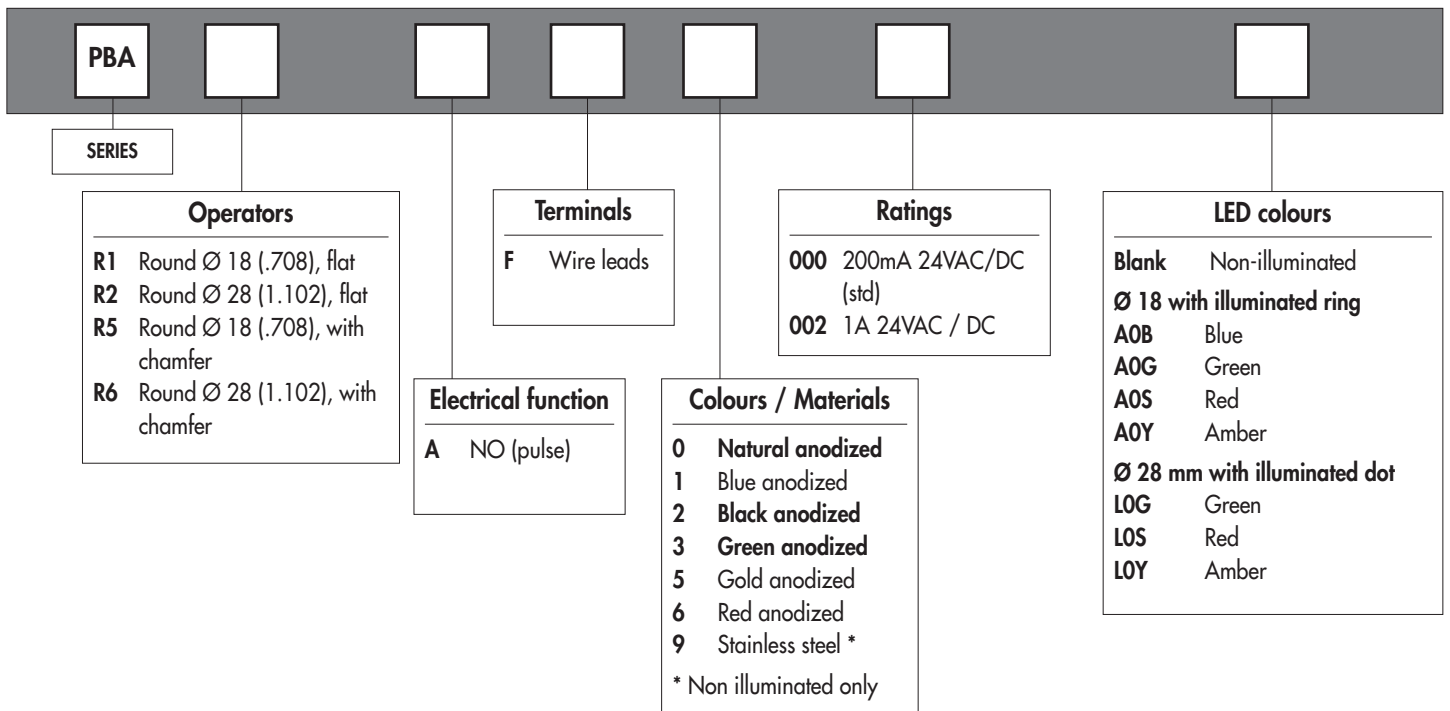 PBA
SERIES
Operators
R1 Round Ø 18 (.708), flat
R2 Round Ø 28 (1.102), flat
R5 Round Ø 18 (.708), with
chamfer
R6 Round Ø 28 (1.102), with
chamfer
Electrical function
A NO (pulse)
Terminals
F Wire leads
Colours / Materials
0 Natural anodized
1 Blue anodized
2 Black anodized
3 Green anodized
5 Gold anodized
6 Red anodized
9 Stainless steel *
* Non illuminated only
Ratings
000 200mA 24VAC/DC
(std)
002 1A 24VAC / DC
LED colours
Blank Non-illuminated
Ø 18 with illuminated ring
A0B Blue
A0G Green
A0S Red
A0Y Amber
Ø 28 mm with illuminated dot
L0G Green
L0S Red
L0Y Amber